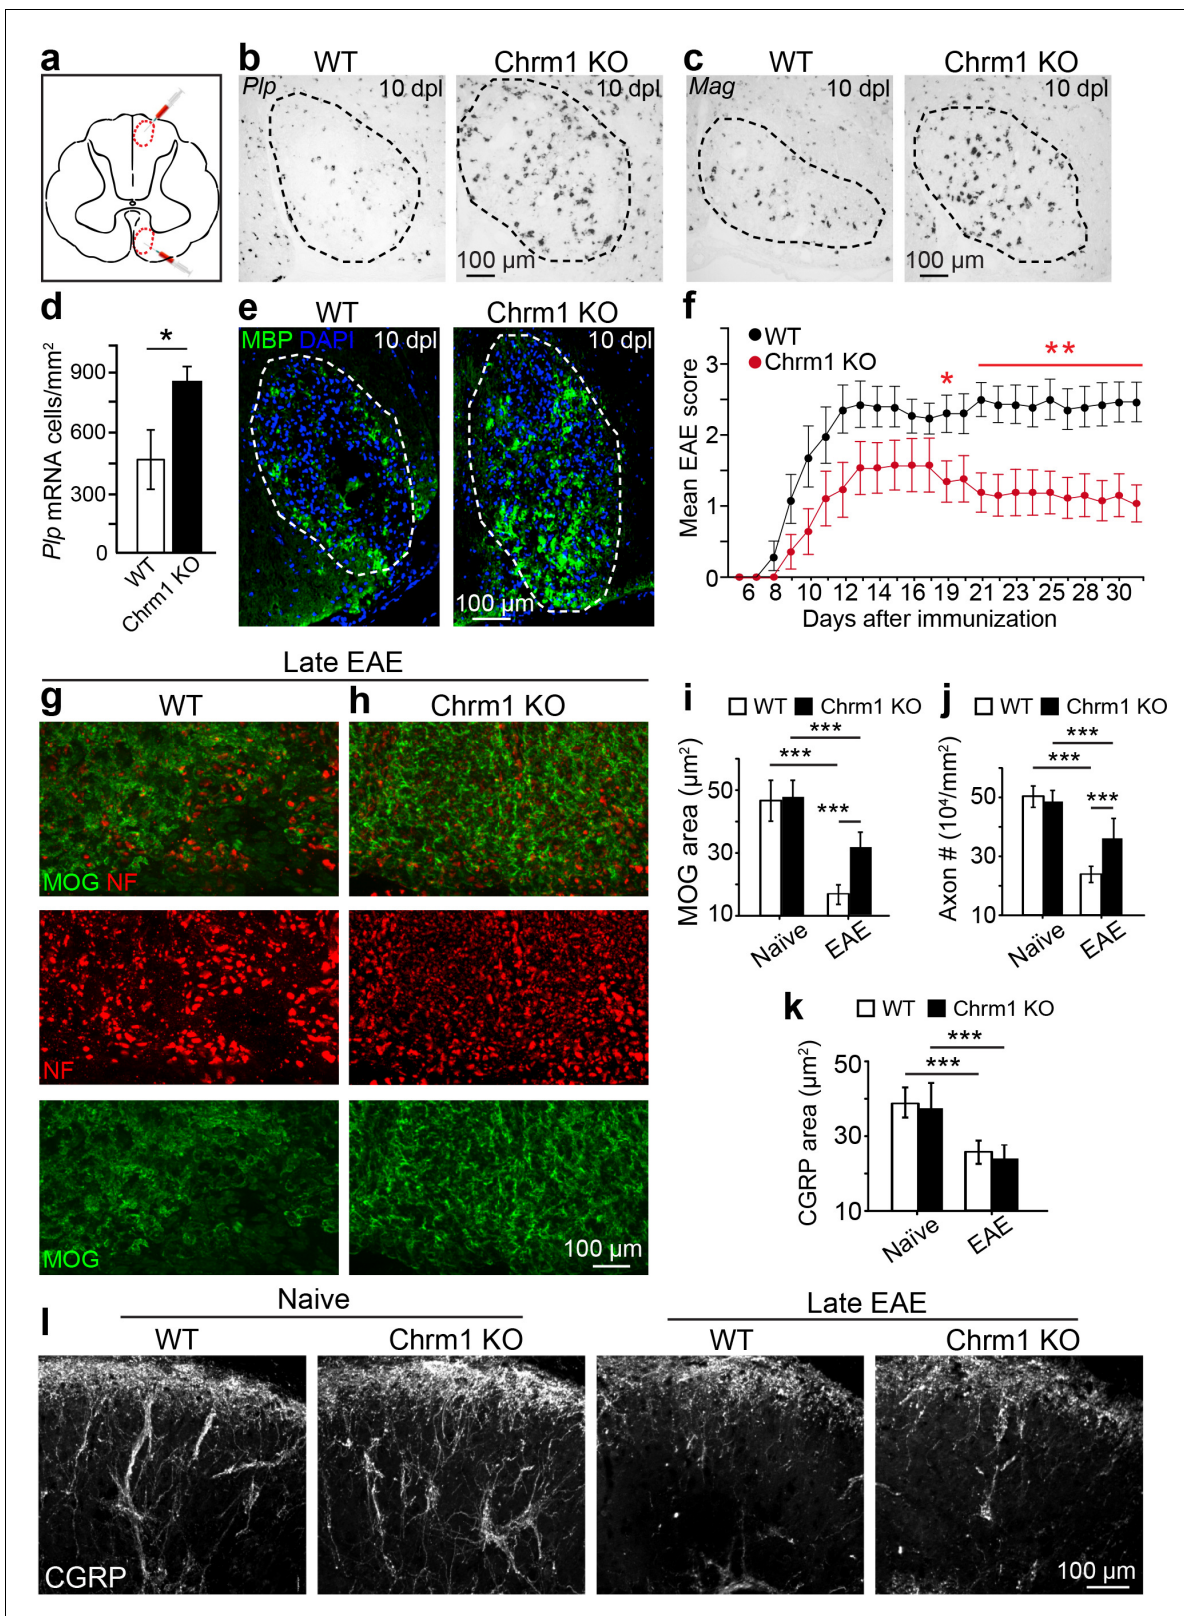 a
b
WT
Chrm1 KO
Plp
10 dpl
10 dpl
100 µm
c
WT
Chrm1 KO
Mag
10 dpl
10 dpl
100 µm
d
Plp mRNA cells/mm²
900
600
300
0
*
WT
Chrm1 KO
e
WT
Chrm1 KO
MBP DAPI
10 dpl
10 dpl
100 µm
f
WT
Chrm1 KO
*
**
Mean EAE score
3
2
1
0
6 8 10 12 14 16 19 21 23 25 28 30
Days after immunization
Late EAE
g
WT
h
Chrm1 KO
MOG NF
NF
MOG
100 µm
i
WT Chrm1 KO
***
***
***
MOG area (µm²)
50
30
10
Naïve
EAE
j
WT Chrm1 KO
***
***
***
Axon # (10⁴/mm²)
50
30
10
Naïve
EAE
k
WT Chrm1 KO
***
***
CGRP area (µm²)
50
30
10
Naïve
EAE
l
Naive
Late EAE
WT
Chrm1 KO
WT
Chrm1 KO
CGRP
100 µm